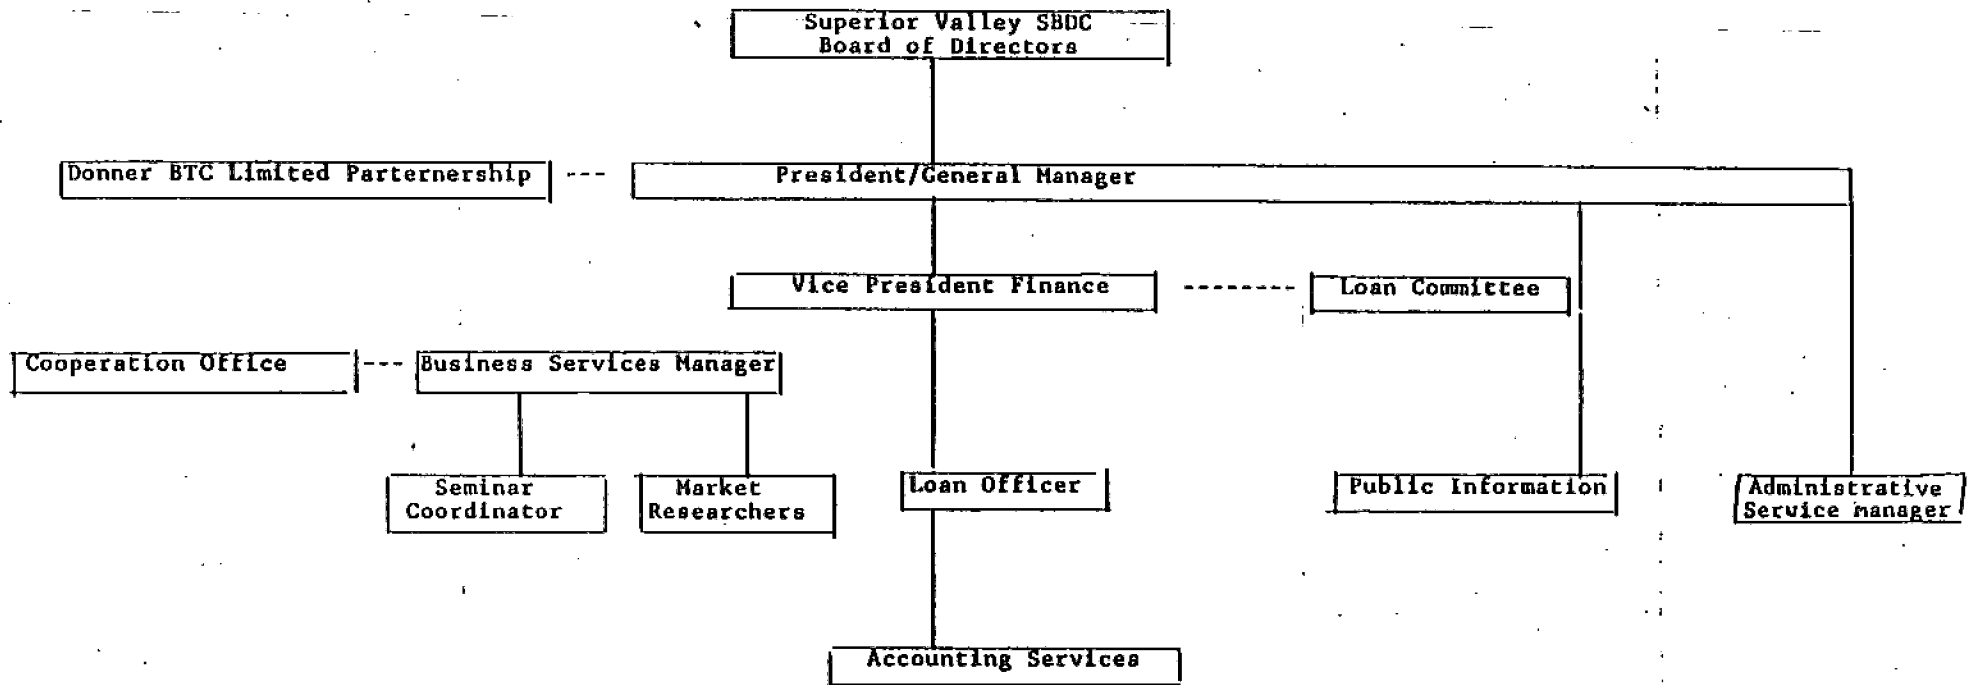 Superior Valley SBDC
Board of Directors
Donner BTC Limited Parternership
President/General Manager
Vice President Finance
Loan Committee
Cooperation Office
Business Services Manager
Seminar
Coordinator
Market
Researchers
Loan Officer
Public Information
Administrative
Service manager
Accounting Services